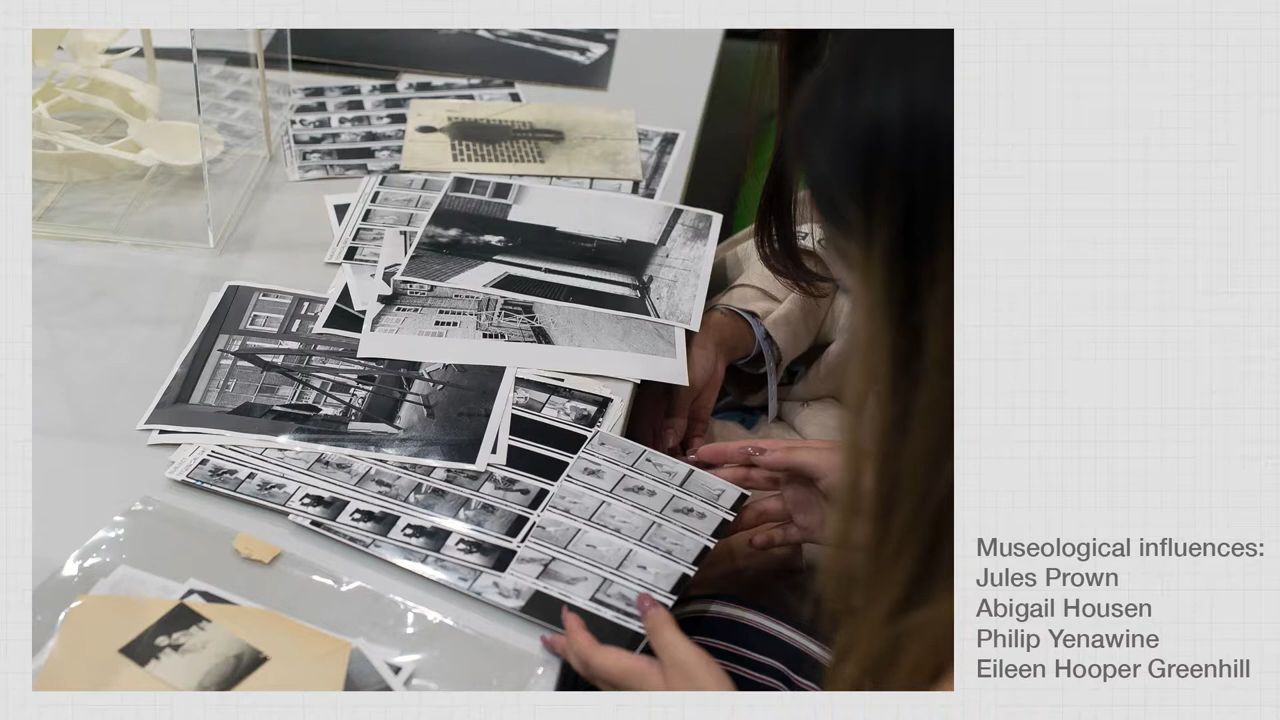 Museological influences:
Jules Prown
Abigail Housen
Philip Yenawine
Eileen Hooper Greenhill